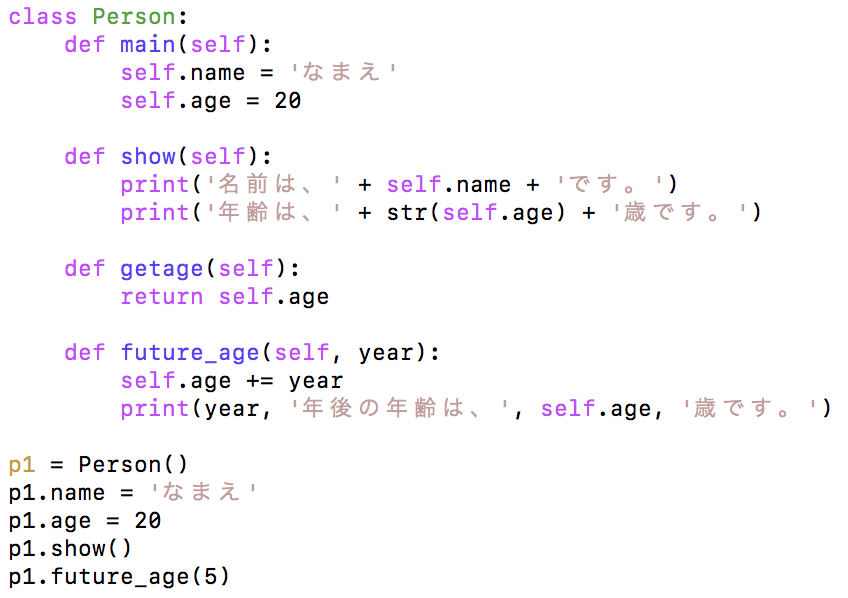 class Person:
    def main(self):
        self.name = 'なまえ'
        self.age = 20

    def show(self):
        print('名前は、' + self.name + 'です。')
        print('年齢は、' + str(self.age) + '歳です。')

    def getage(self):
        return self.age

    def future_age(self, year):
        self.age += year
        print(year, '年後の年齢は、', self.age, '歳です。')

p1 = Person()
p1.name = 'なまえ'
p1.age = 20
p1.show()
p1.future_age(5)